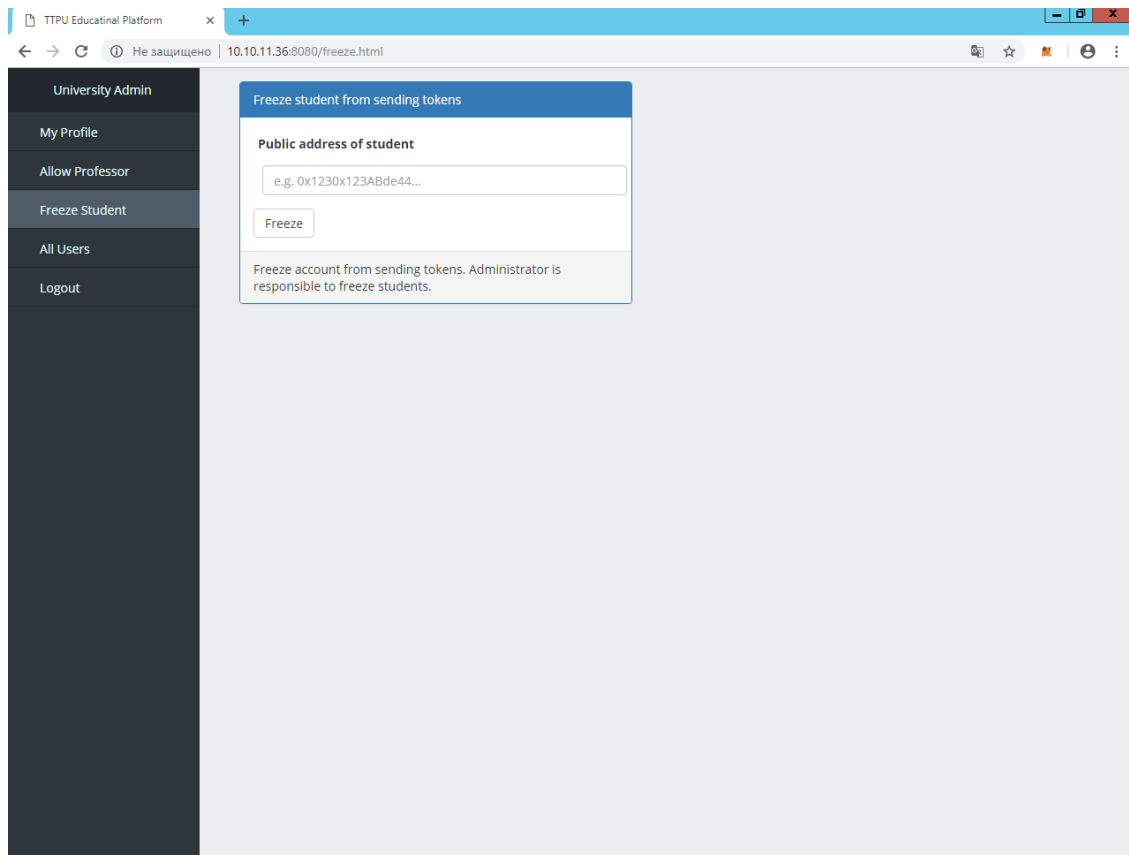 TTPU Educatinal Platform
Не защищено 10.10.11.36:8080/freeze.html
University Admin
My Profile
Allow Professor
Freeze Student
All Users
Logout
Freeze student from sending tokens
Public address of student
e.g. 0x1230x123ABde44...
Freeze
Freeze account from sending tokens. Administrator is
responsible to freeze students.